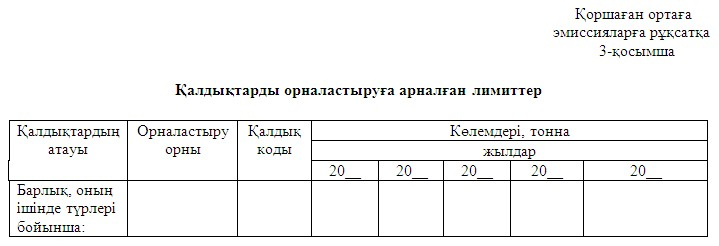 Қоршаған ортаға
эмиссияларға рұқсатқа
3-қосымша
Қалдықтарды орналастыруға арналған лимиттер
Қалдықтардың
атауы
Орналастыру
орны
Қалдық
коды
Көлемдері, тонна
жылдар
20__ 20__ 20__ 20__ 20__
Барлық, оның
ішінде түрлері
бойынша: